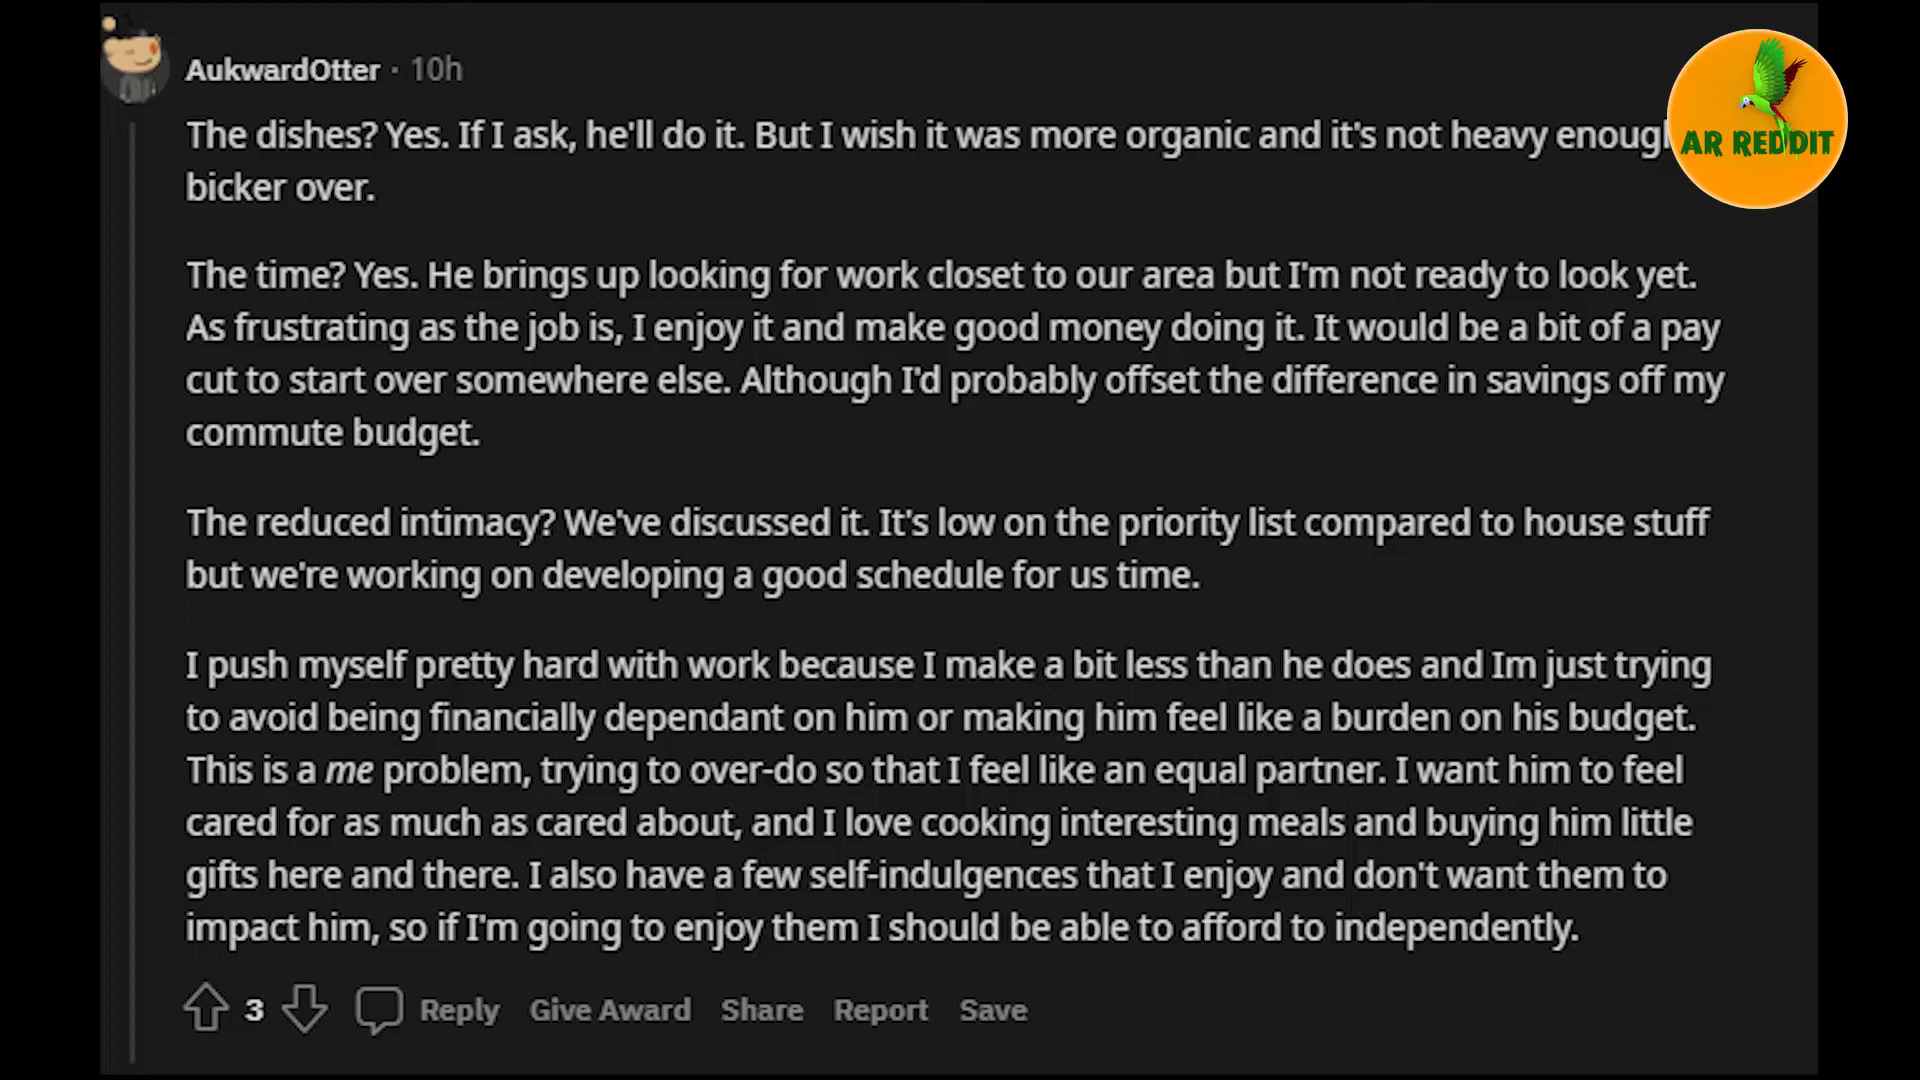 AukwardOtter · 10h
The dishes? Yes. If I ask, he'll do it. But I wish it was more organic and it's not heavy
bicker over.
The time? Yes. He brings up looking for work closet to our area but I'm not ready to look yet.
As frustrating as the job is, I enjoy it and make good money doing it. It would be a bit of a pay
cut to start over somewhere else. Although I'd probably offset the difference in savings off my
commute budget.
The reduced intimacy? We've discussed it. It's low on the priority list compared to house stuff
but we're working on developing a good schedule for us time.
I push myself pretty hard with work because I make a bit less than he does and Im just trying
to avoid being financially dependant on him or making him feel like a burden on his budget.
This is a me problem, trying to over-do so that I feel like an equal partner. I want him to feel
cared for as much as cared about, and I love cooking interesting meals and buying him little
gifts here and there. I also have a few self-indulgences that I enjoy and don't want them to
impact him, so if I'm going to enjoy them I should be able to afford to independently.
3 Reply Give Award Share Report Save
AR REDDIT